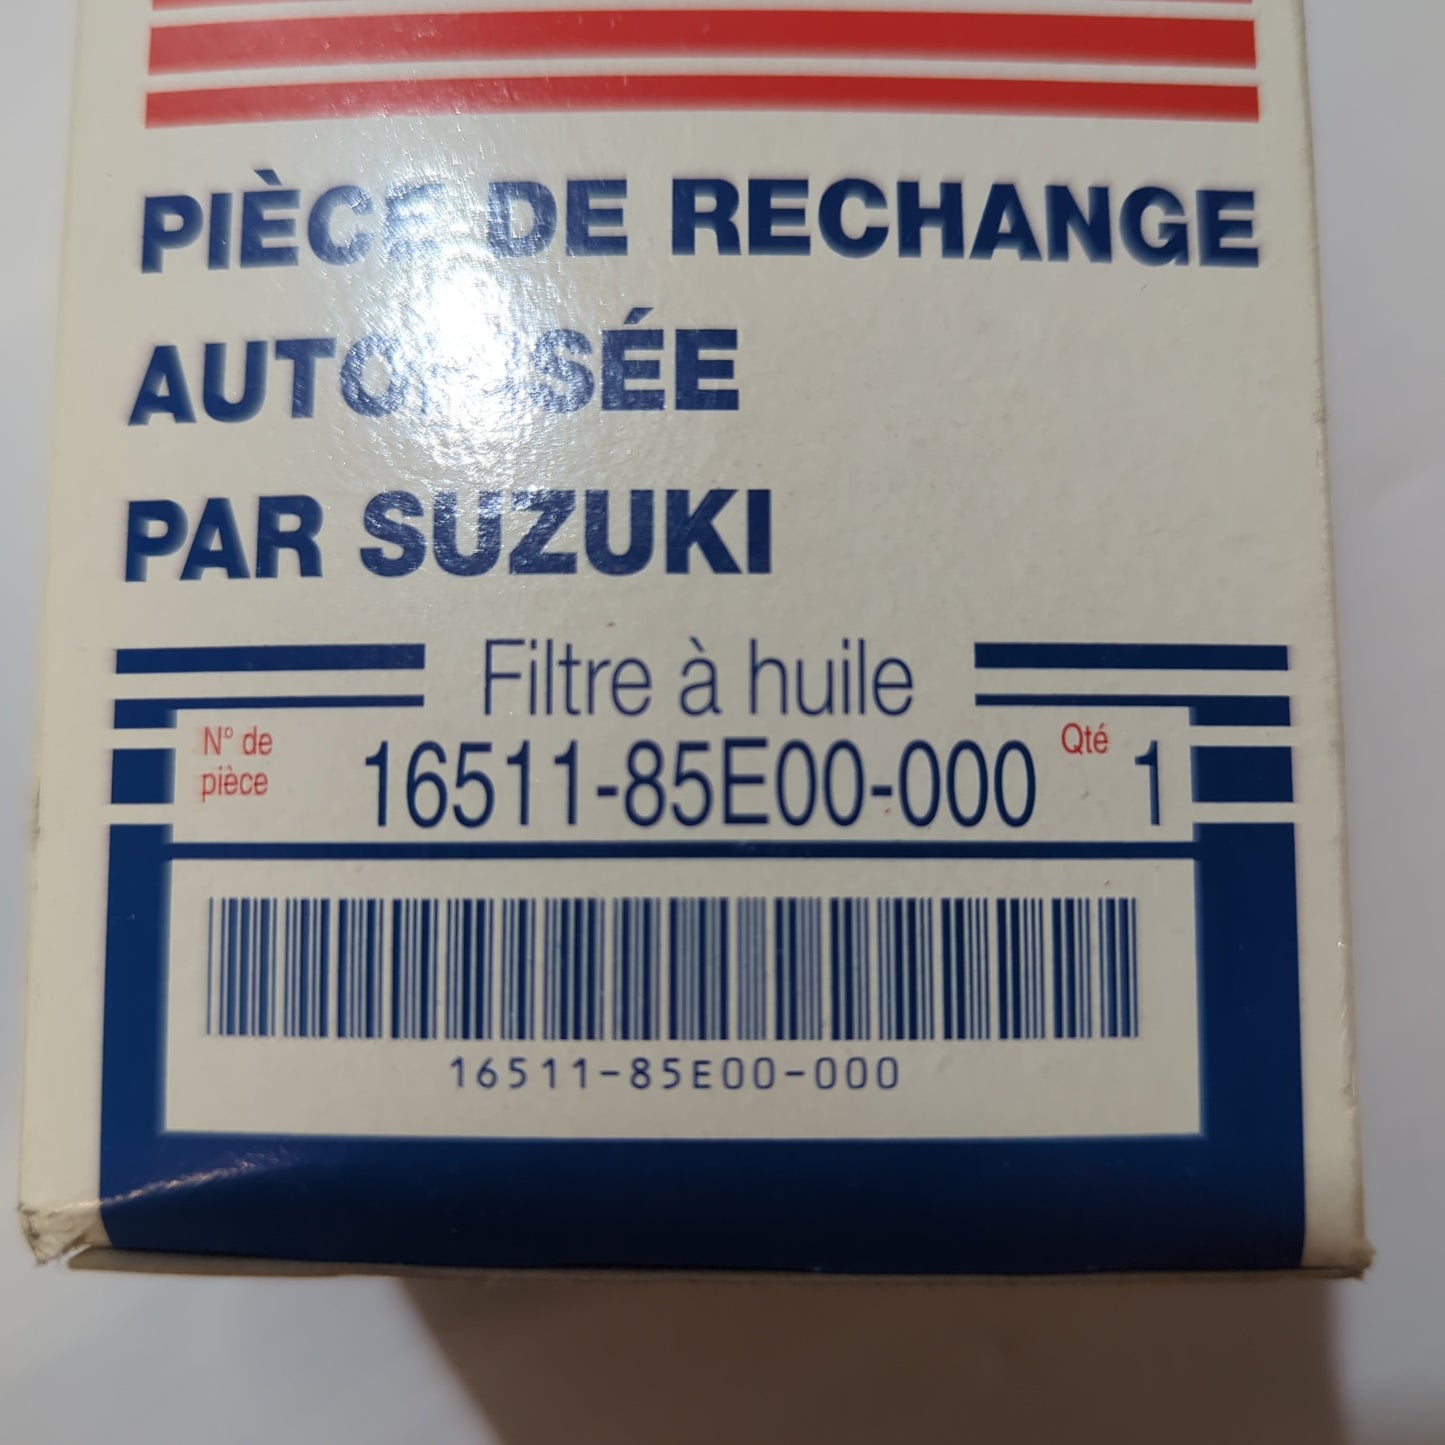 PIÈCE DE RECHANGE
AUTORISÉE
PAR SUZUKI
Filtre à huile
N° de pièce 16511-85E00-000 Qté 1
16511-85E00-000